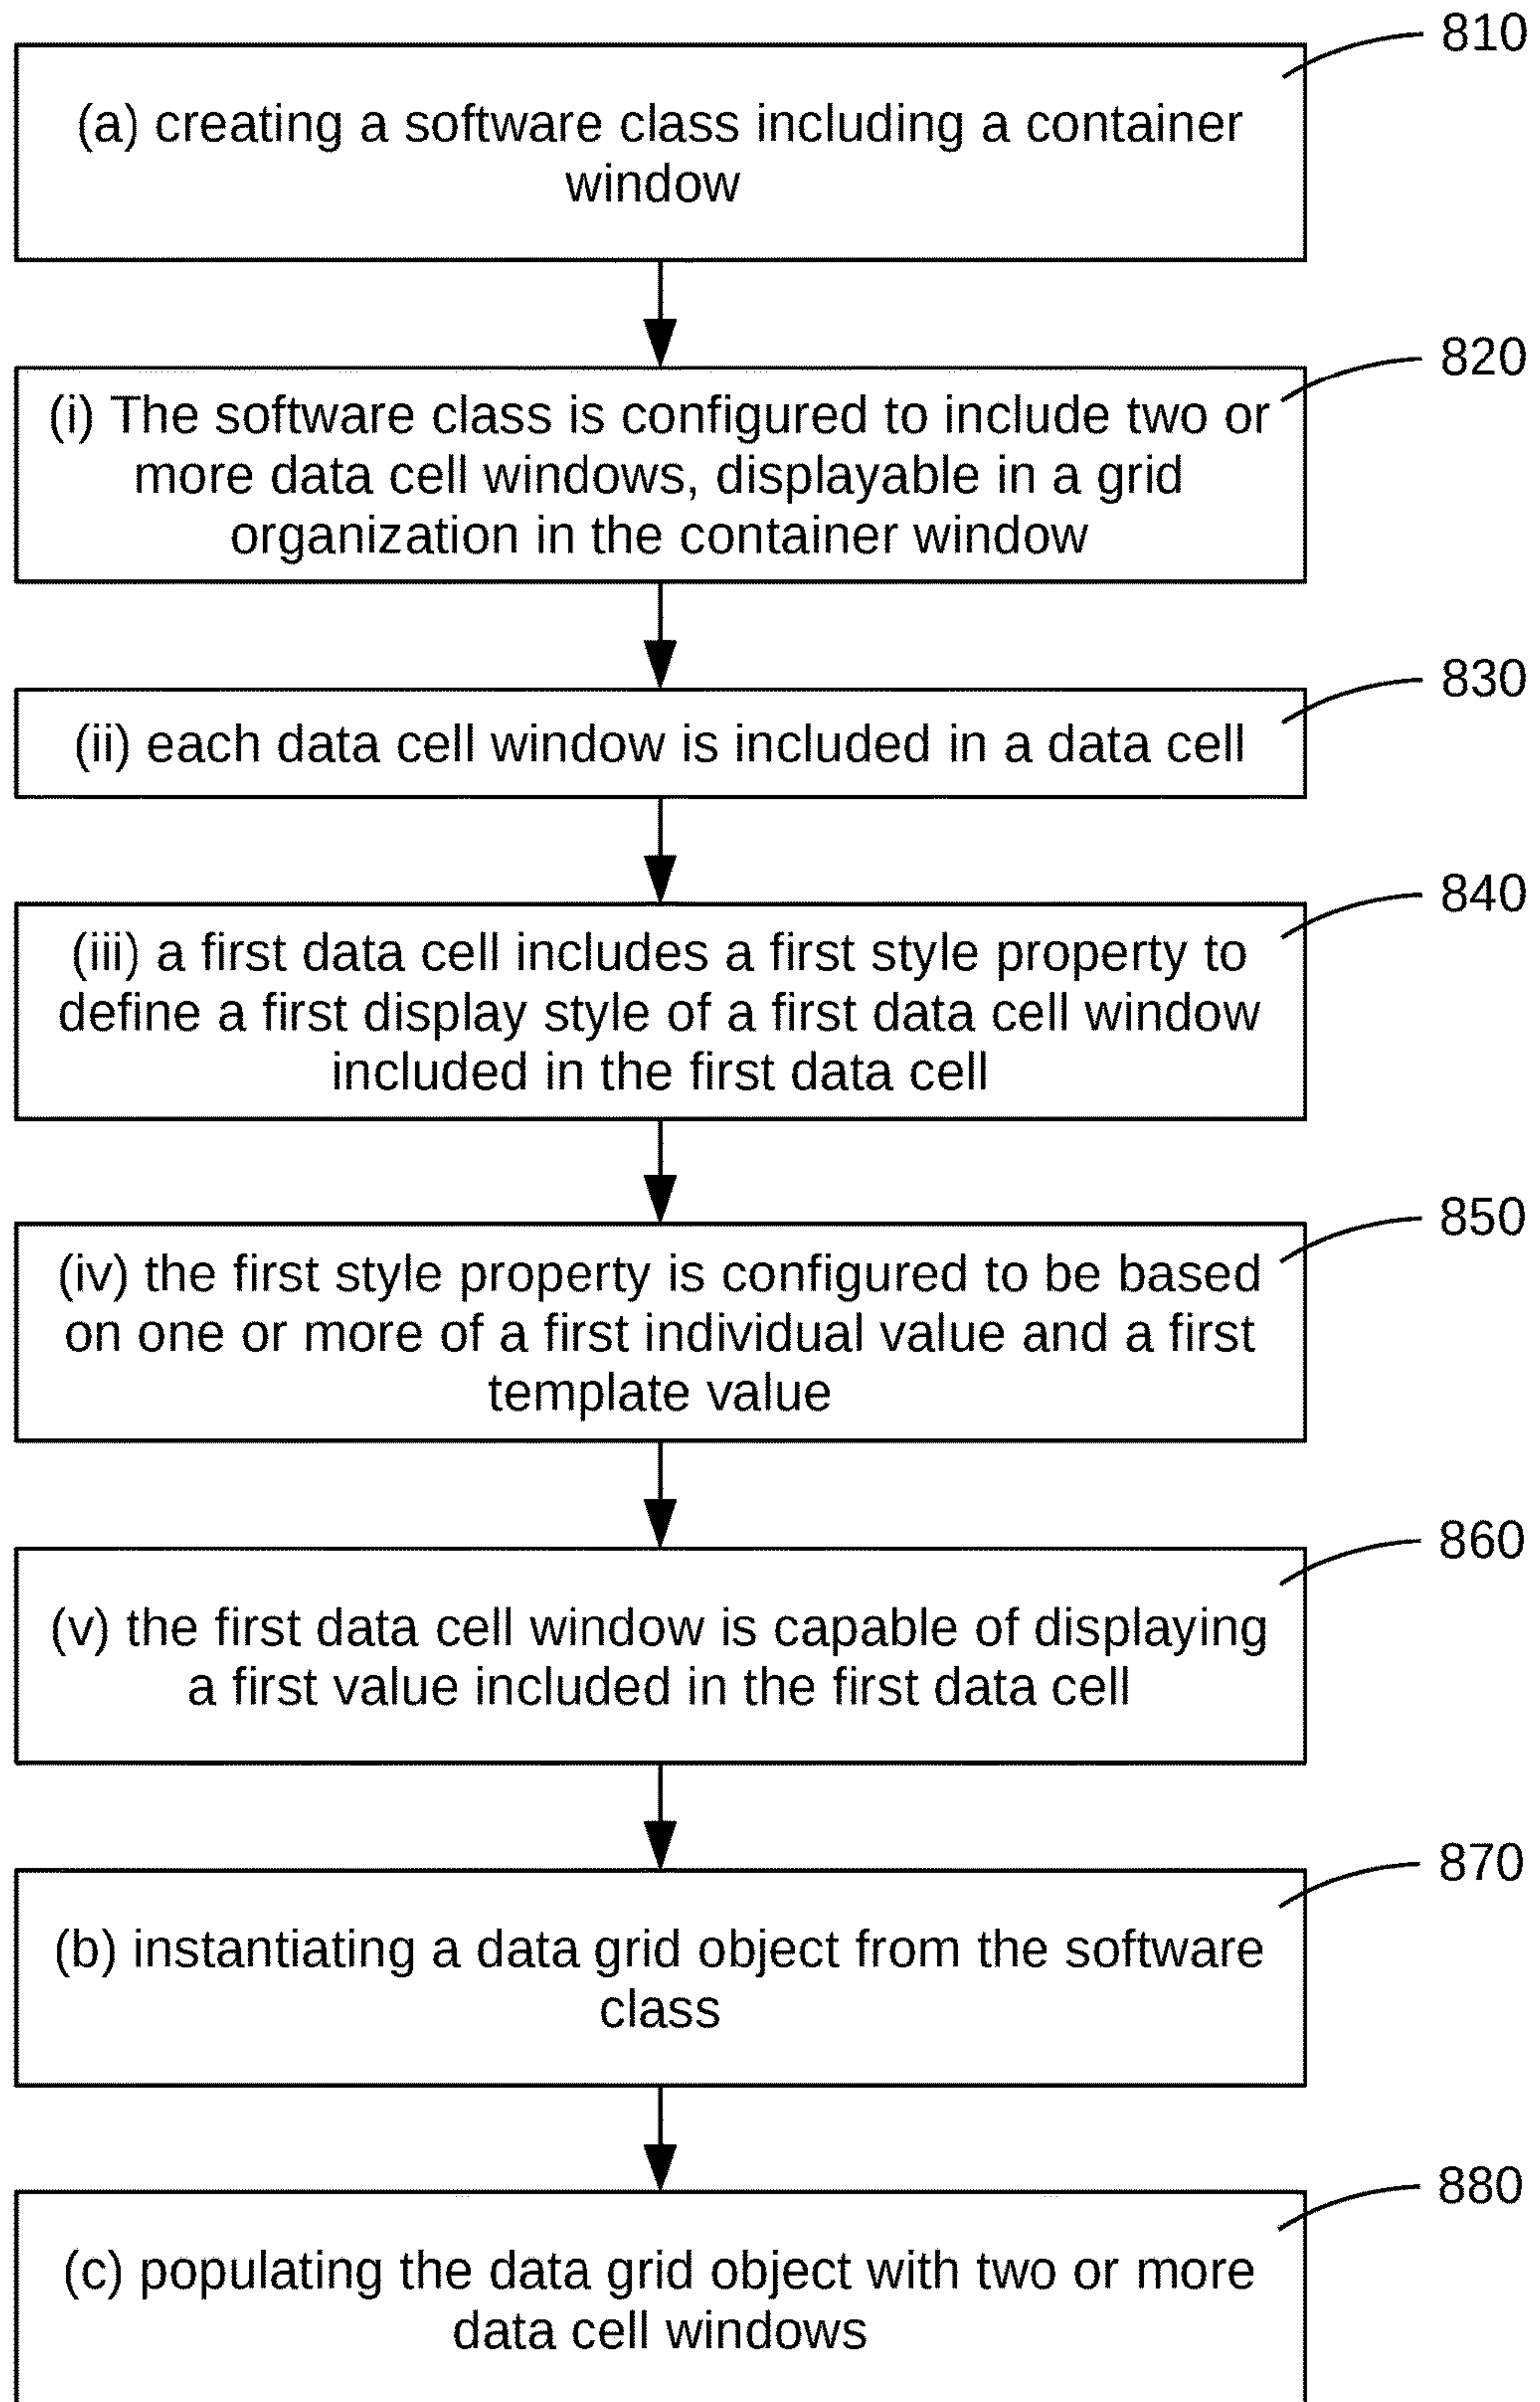 810
(a) creating a software class including a container
window
820
(i) The software class is configured to include two or
more data cell windows, displayable in a grid
organization in the container window
830
(ii) each data cell window is included in a data cell
840
(iii) a first data cell includes a first style property to
define a first display style of a first data cell window
included in the first data cell
850
(iv) the first style property is configured to be based
on one or more of a first individual value and a first
template value
860
(v) the first data cell window is capable of displaying
a first value included in the first data cell
870
(b) instantiating a data grid object from the software
class
880
(c) populating the data grid object with two or more
data cell windows